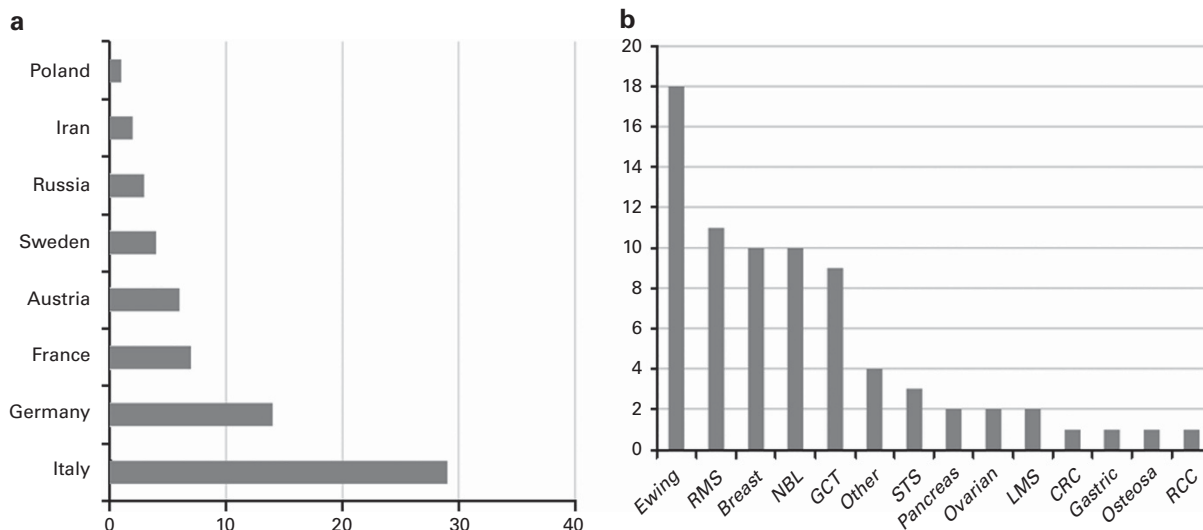 a
Poland
Iran
Russia
Sweden
Austria
France
Germany
Italy
0 10 20 30 40
b
20
18
16
14
12
10
8
6
4
2
0
Ewing RMS Breast NBL GCT Other STS Pancreas Ovarian LMS CRC Gastric Osteosa RCC